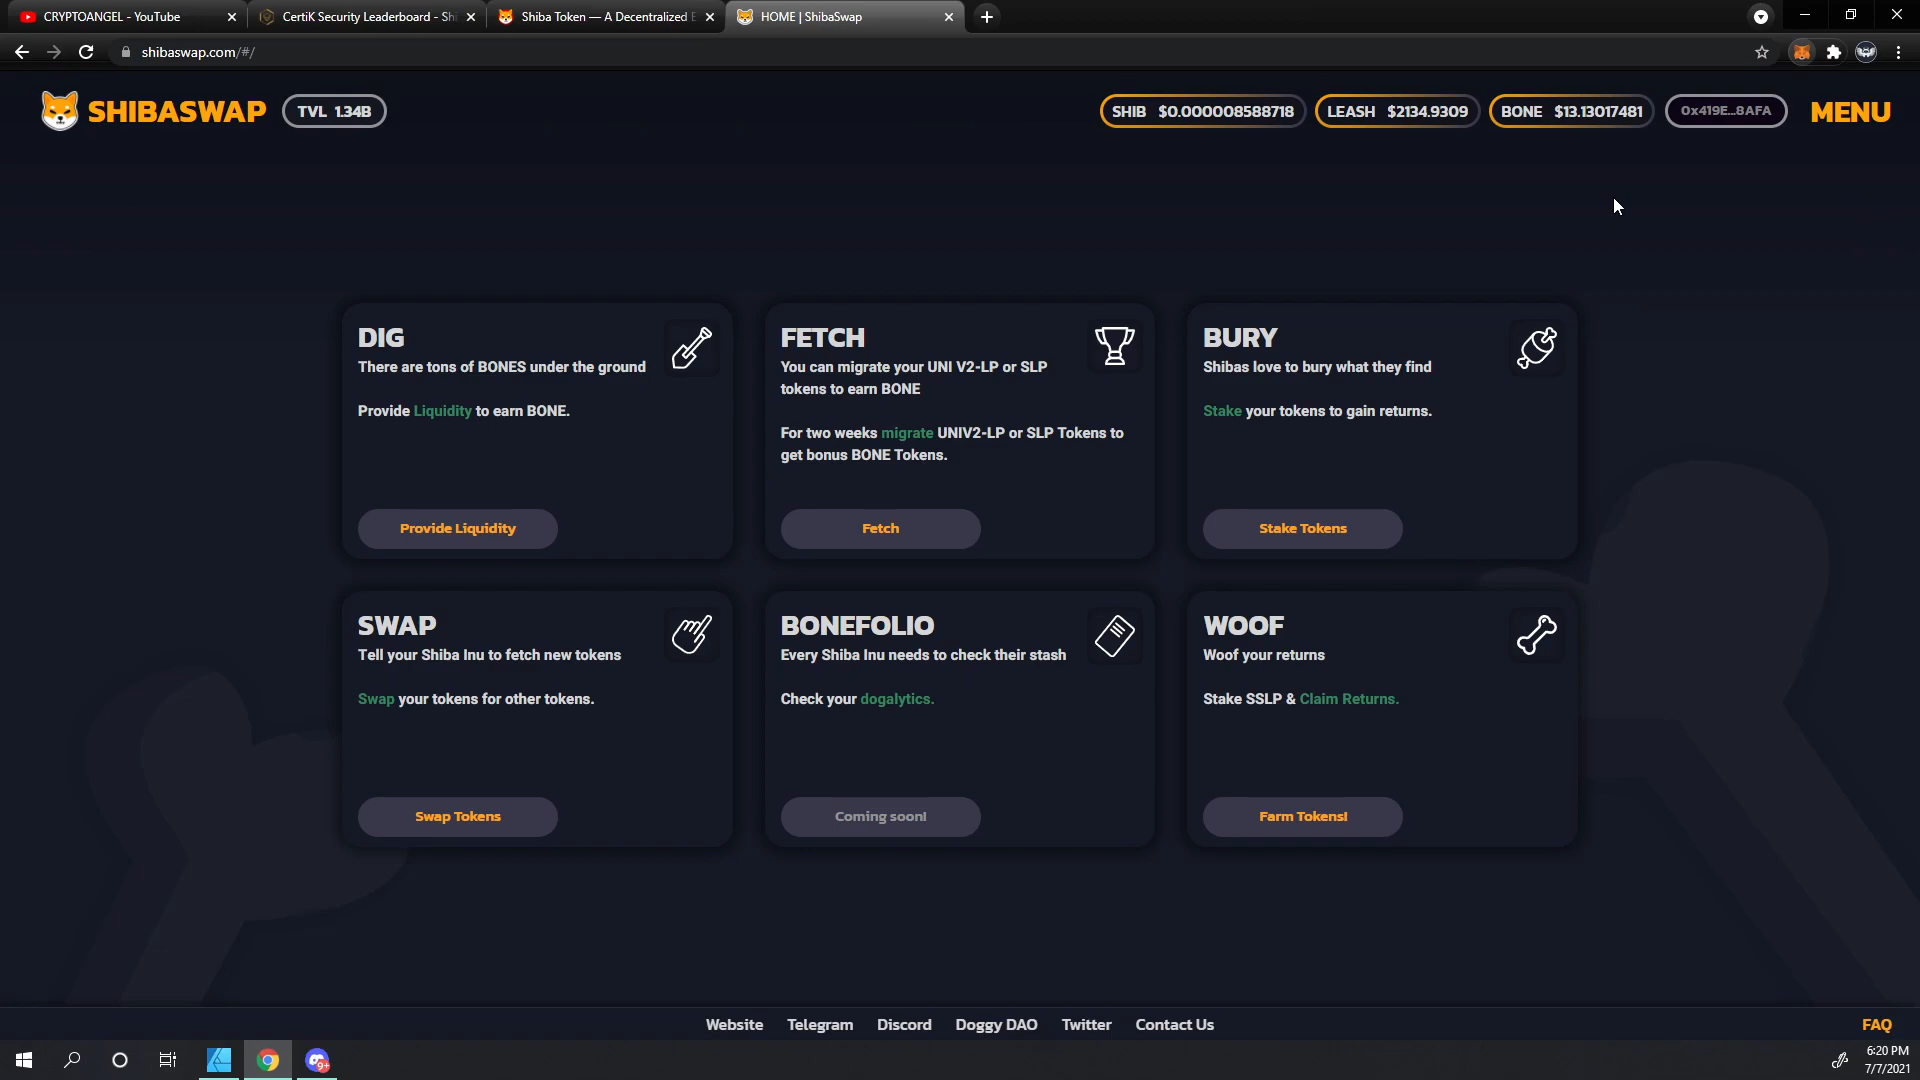 CRYPTOANGEL - YouTube
CertiK Security Leaderboard - Shi
Shiba Token — A Decentralized E
HOME | ShibaSwap
shibaswap.com/#/
SHIBASWAP
TVL 1.34B
SHIB $0.000008588718
LEASH $2134.9309
BONE $13.13017481
0x419E...8AFA
MENU
DIG
There are tons of BONES under the ground
Provide Liquidity to earn BONE.
Provide Liquidity
FETCH
You can migrate your UNI V2-LP or SLP
tokens to earn BONE
For two weeks migrate UNIV2-LP or SLP Tokens to
get bonus BONE Tokens.
Fetch
BURY
Shibas love to bury what they find
Stake your tokens to gain returns.
Stake Tokens
SWAP
Tell your Shiba Inu to fetch new tokens
Swap your tokens for other tokens.
Swap Tokens
BONEFOLIO
Every Shiba Inu needs to check their stash
Check your dogalytics.
Coming soon!
WOOF
Woof your returns
Stake SSLP & Claim Returns.
Farm Tokens!
Website Telegram Discord Doggy DAO Twitter Contact Us
FAQ
9+
6:20 PM
7/7/2021